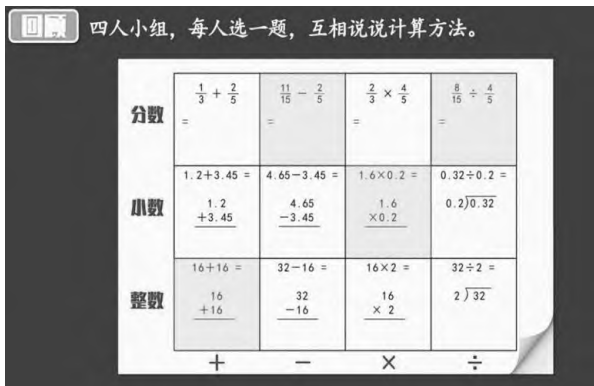 四人小组，每人选一题，互相说说计算方法。
分数
1/3 + 2/5
=
11/15 − 2/5
=
2/3 × 4/5
=
8/15 ÷ 4/5
=
小数
1.2+3.45 =
1.2
+3.45
4.65−3.45 =
4.65
−3.45
1.6×0.2 =
1.6
×0.2
0.32÷0.2 =
0.2)0.32
整数
16+16 =
16
+16
32−16 =
32
−16
16×2 =
16
× 2
32÷2 =
2)32
+ − × ÷